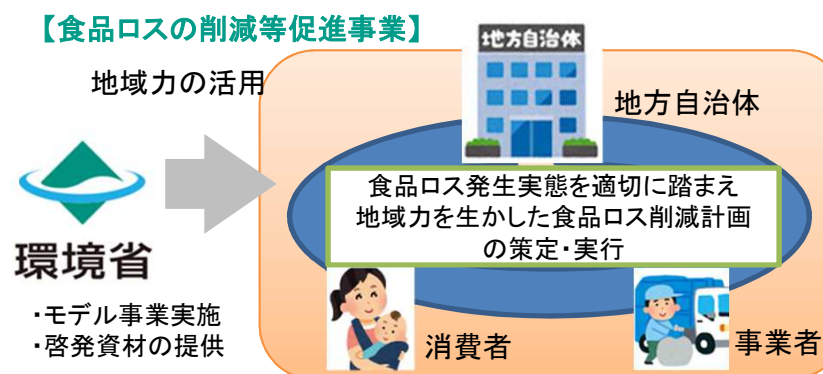 【食品ロスの削減等促進事業】
地域力の活用
地方自治体
地方自治体
食品ロス発生実態を適切に踏まえ
地域力を生かした食品ロス削減計画
の策定・実行
環境省
・モデル事業実施
・啓発資材の提供
消費者
事業者